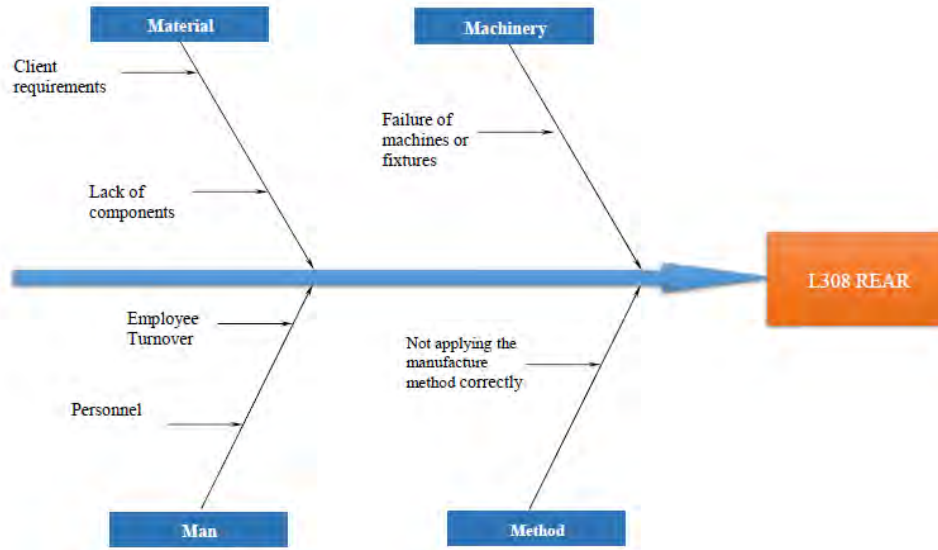 Material
Machinery
Client
requirements
Failure of
machines or
fixtures
Lack of
components
L308 REAR
Employee
Turnover
Not applying the
manufacture
method correctly
Personnel
Man
Method